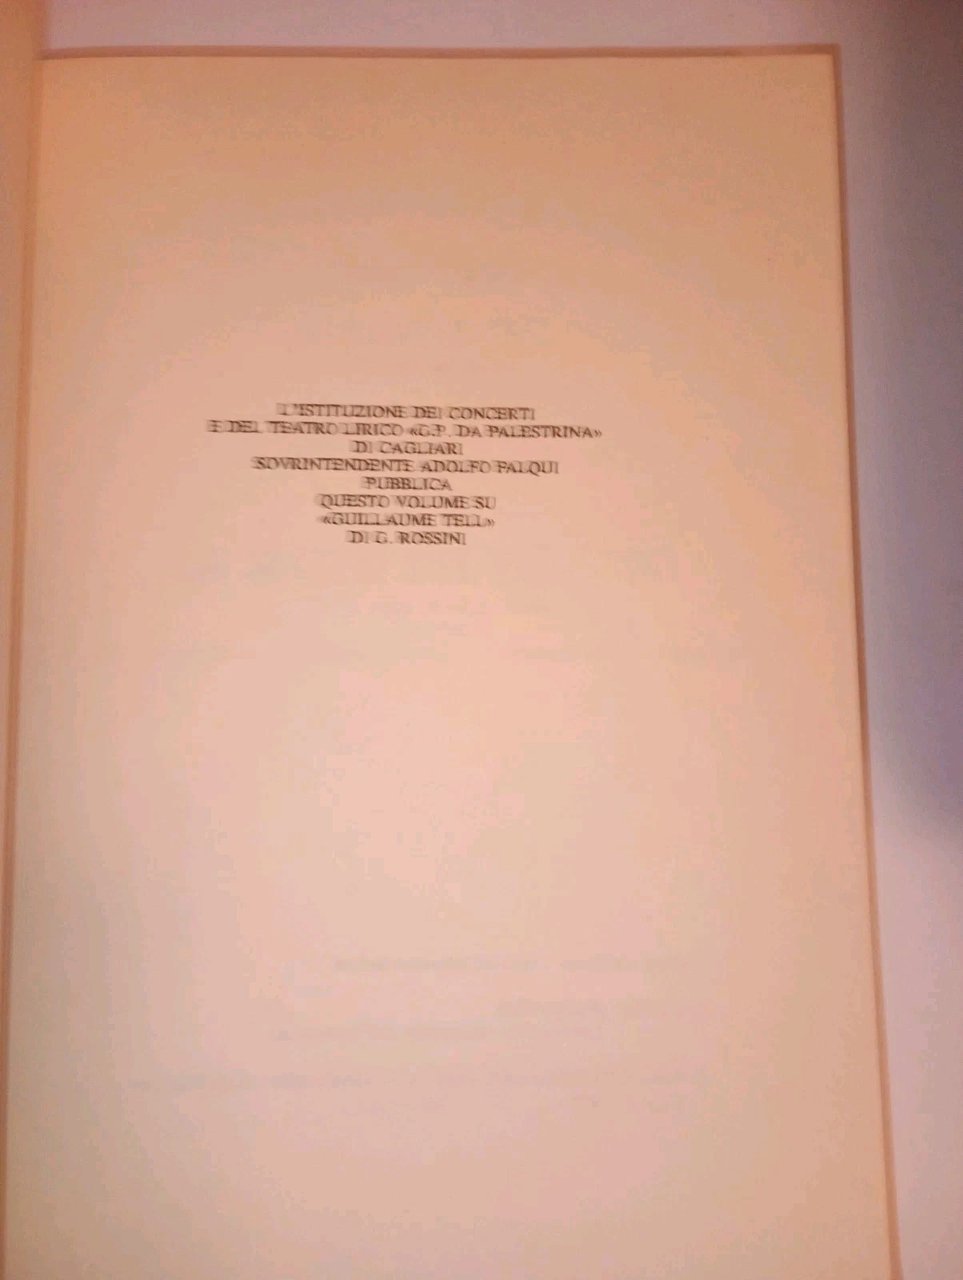 L'ISTITUZIONE DEI CONCERTI
E DEL TEATRO LIRICO «G.P. DA PALESTRINA»
DI CAGLIARI
SOVRINTENDENTE ADOLFO PALQUI
PUBBLICA
QUESTO VOLUME SU
«GUILLAUME TELL»
DI G. ROSSINI